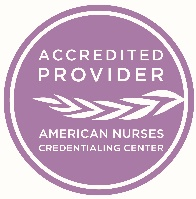 ACCREDITED
PROVIDER
AMERICAN NURSES
CREDENTIALING CENTER